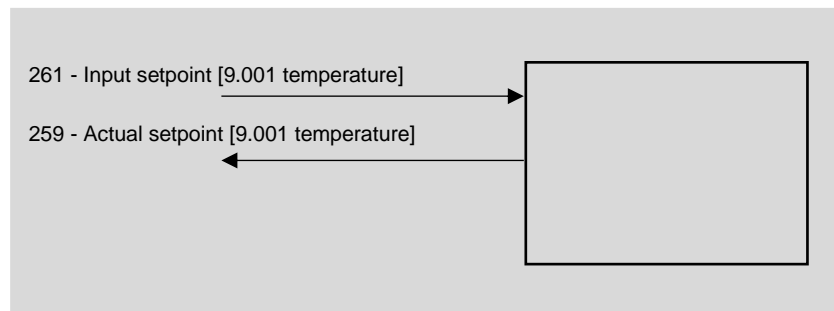 261 - Input setpoint [9.001 temperature]
259 - Actual setpoint [9.001 temperature]